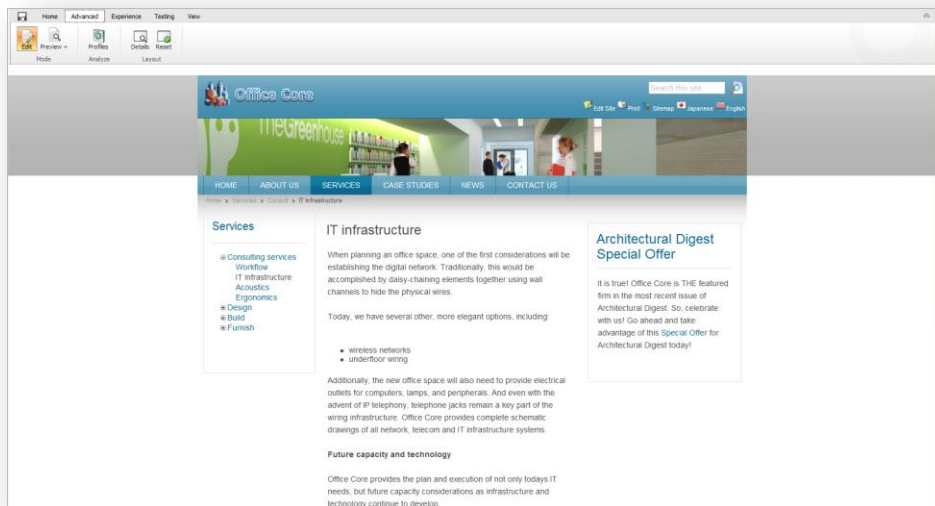 Home Advanced Experience Testing View
Edit Preview Profiles Details Reset
Mode Analyze Layout
Office Core
Search this site
Edit Site Print Sitemap Japanese English
TheGreenhouse
HOME ABOUT US SERVICES CASE STUDIES NEWS CONTACT US
Home Services Consult IT infrastructure
Services
Consulting services
Workflow
IT Infrastructure
Acoustics
Ergonomics
Design
Build
Furnish
IT infrastructure
When planning an office space, one of the first considerations will be
establishing the digital network. Traditionally, this would be
accomplished by daisy-chaining elements together using wall
channels to hide the physical wires.
Today, we have several other, more elegant options, including:
wireless networks
underfloor wiring
Additionally, the new office space will also need to provide electrical
outlets for computers, lamps, and peripherals. And even with the
advent of IP telephony, telephone jacks remain a key part of the
wiring infrastructure. Office Core provides complete schematic
drawings of all network, telecom and IT infrastructure systems.
Future capacity and technology
Office Core provides the plan and execution of not only todays IT
needs, but future capacity considerations as infrastructure and
technology continue to develop.
Architectural Digest
Special Offer
It is true! Office Core is THE featured
firm in the most recent issue of
Architectural Digest. So, celebrate
with us! Go ahead and take
advantage of this Special Offer for
Architectural Digest today!